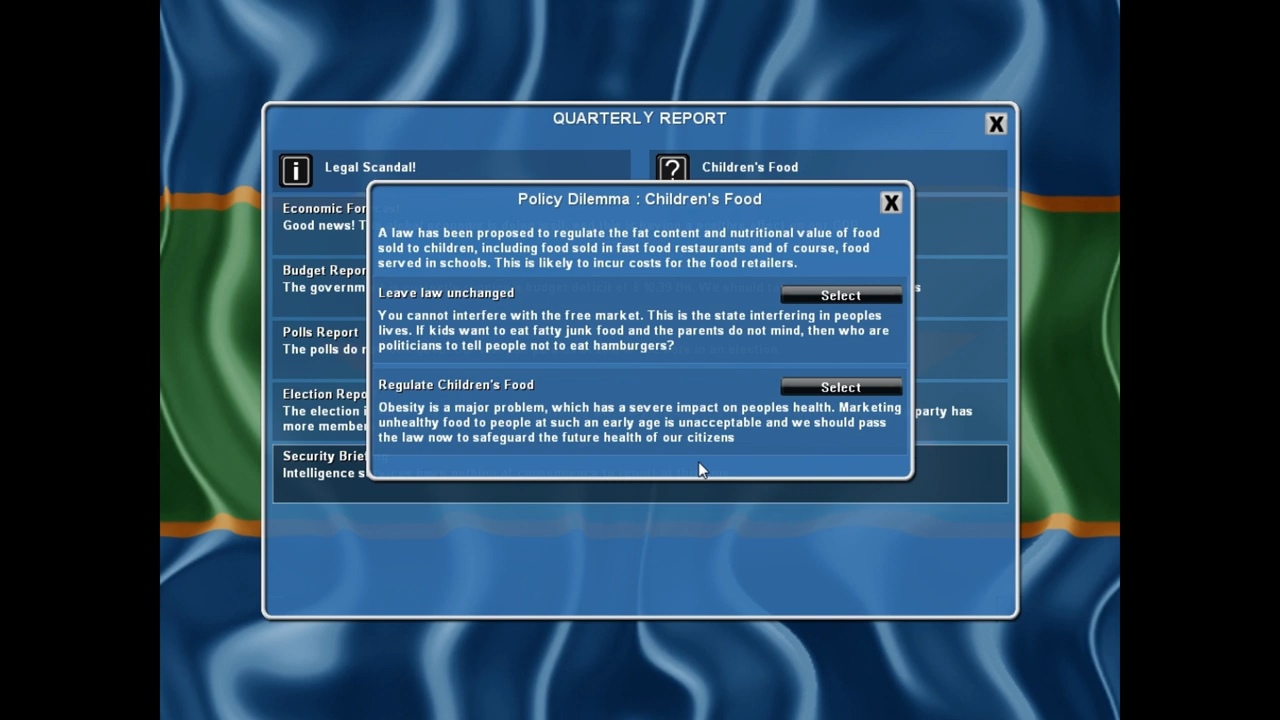 QUARTERLY REPORT
X
i
Legal Scandal!
?
Children's Food
Policy Dilemma : Children's Food
X
A law has been proposed to regulate the fat content and nutritional value of food
sold to children, including food sold in fast food restaurants and of course, food
served in schools. This is likely to incur costs for the food retailers.
Leave law unchanged
Select
You cannot interfere with the free market. This is the state interfering in peoples
lives. If kids want to eat fatty junk food and the parents do not mind, then who are
politicians to tell people not to eat hamburgers?
Regulate Children's Food
Select
Obesity is a major problem, which has a severe impact on peoples health. Marketing
unhealthy food to people at such an early age is unacceptable and we should pass
the law now to safeguard the future health of our citizens
Economic
Good news!
Budget
The
Polls Report
The polls do
Election
The election
party has
more
Security
Intelligence